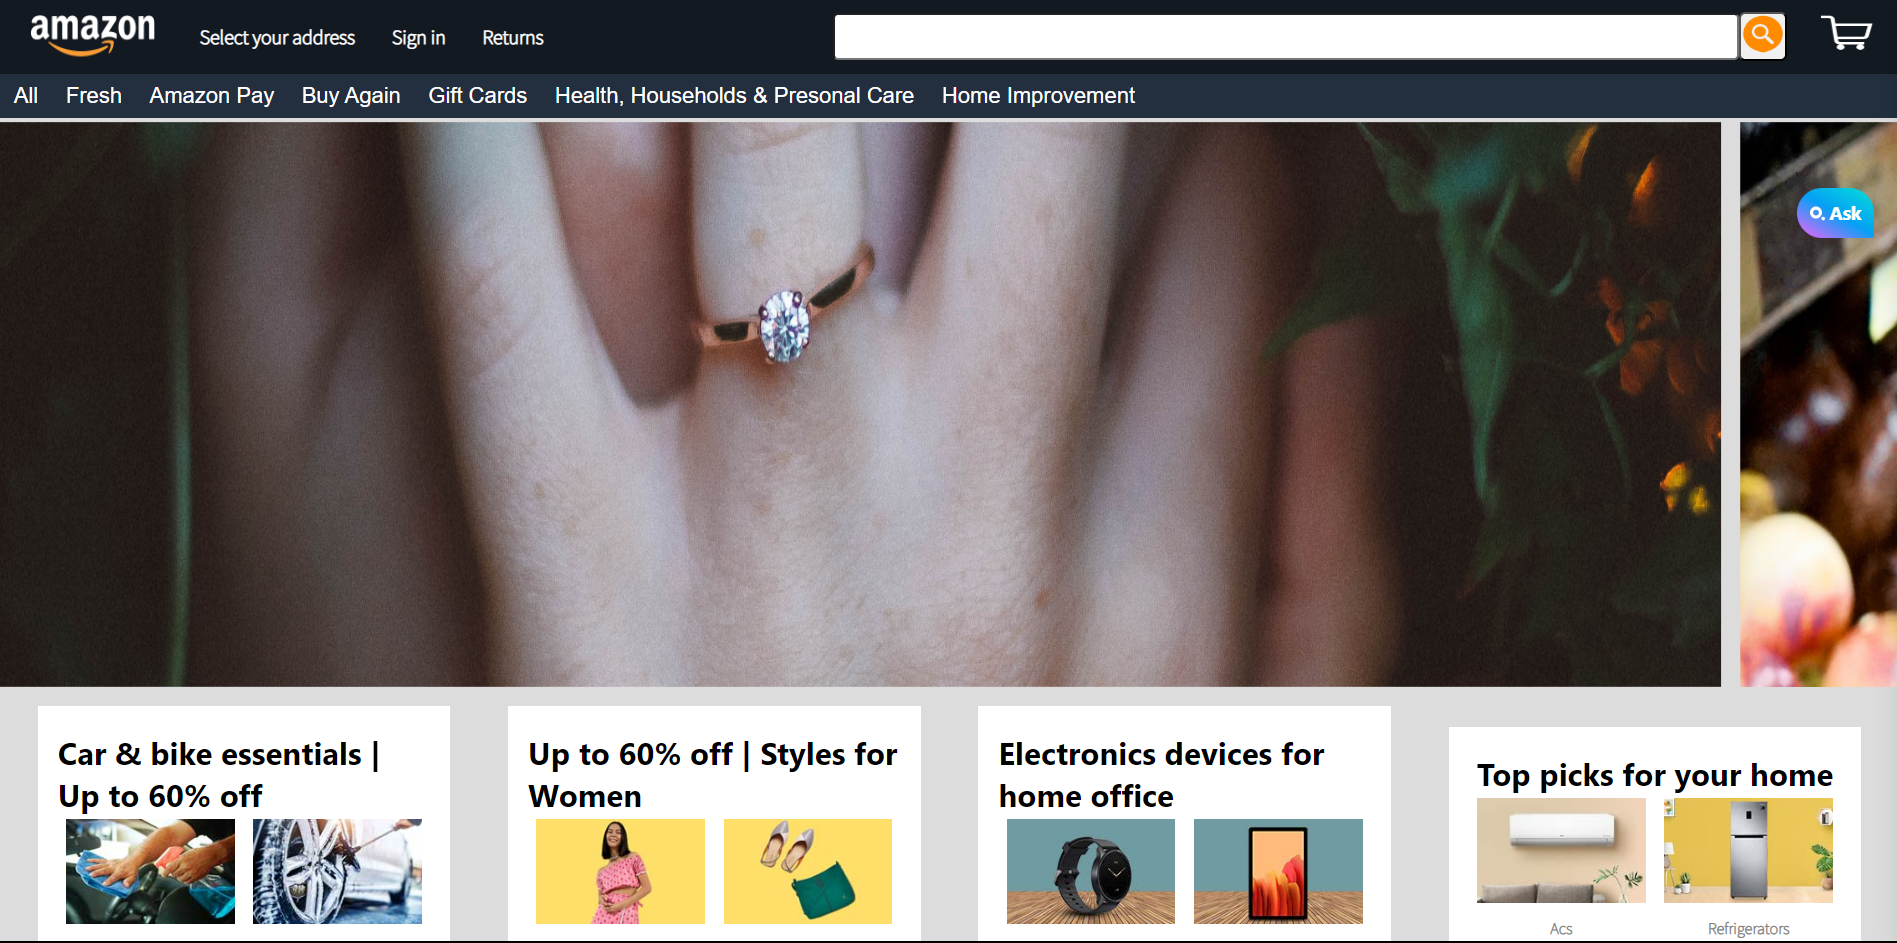 amazon
Select your address
Sign in
Returns
All
Fresh
Amazon Pay
Buy Again
Gift Cards
Health, Households & Presonal Care
Home Improvement
Ask
Car & bike essentials |
Up to 60% off
Up to 60% off | Styles for
Women
Electronics devices for
home office
Top picks for your home
Acs
Refrigerators